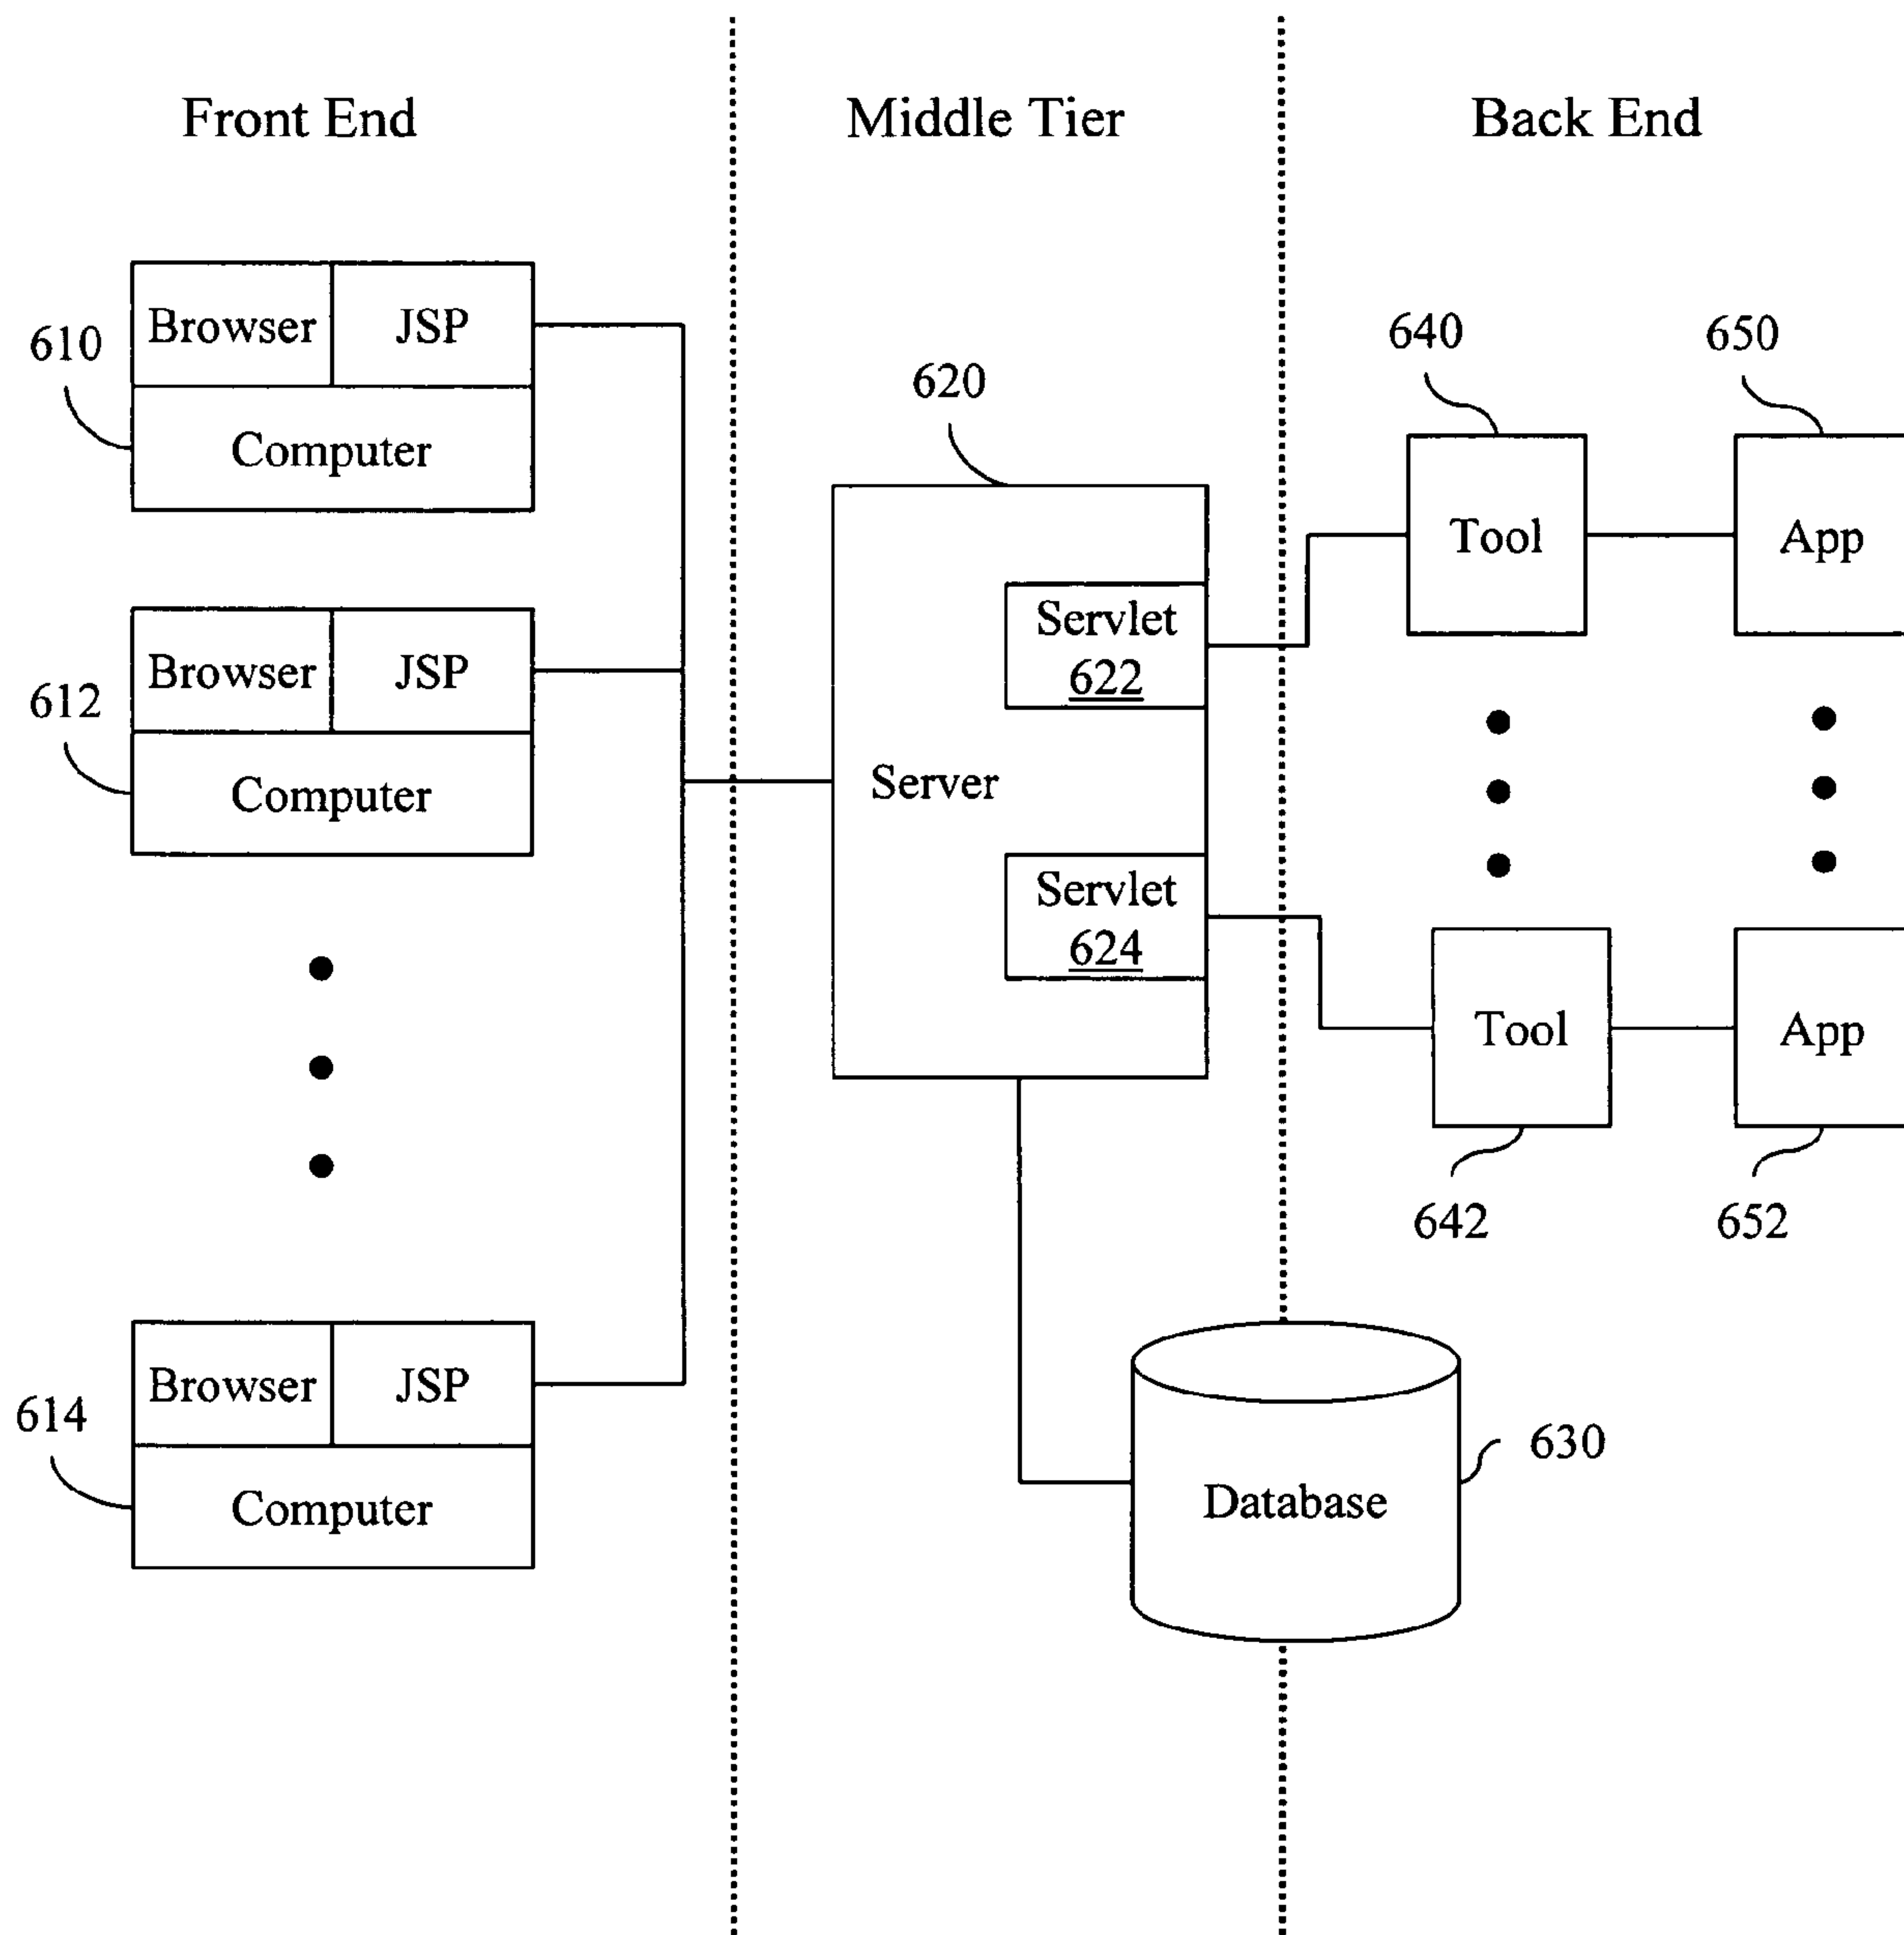 Front End
Middle Tier
Back End
Browser
JSP
610
Computer
Browser
JSP
612
Computer
Browser
JSP
614
Computer
620
Server
Servlet
622
Servlet
624
640
650
Tool
App
Tool
App
642
652
Database
630